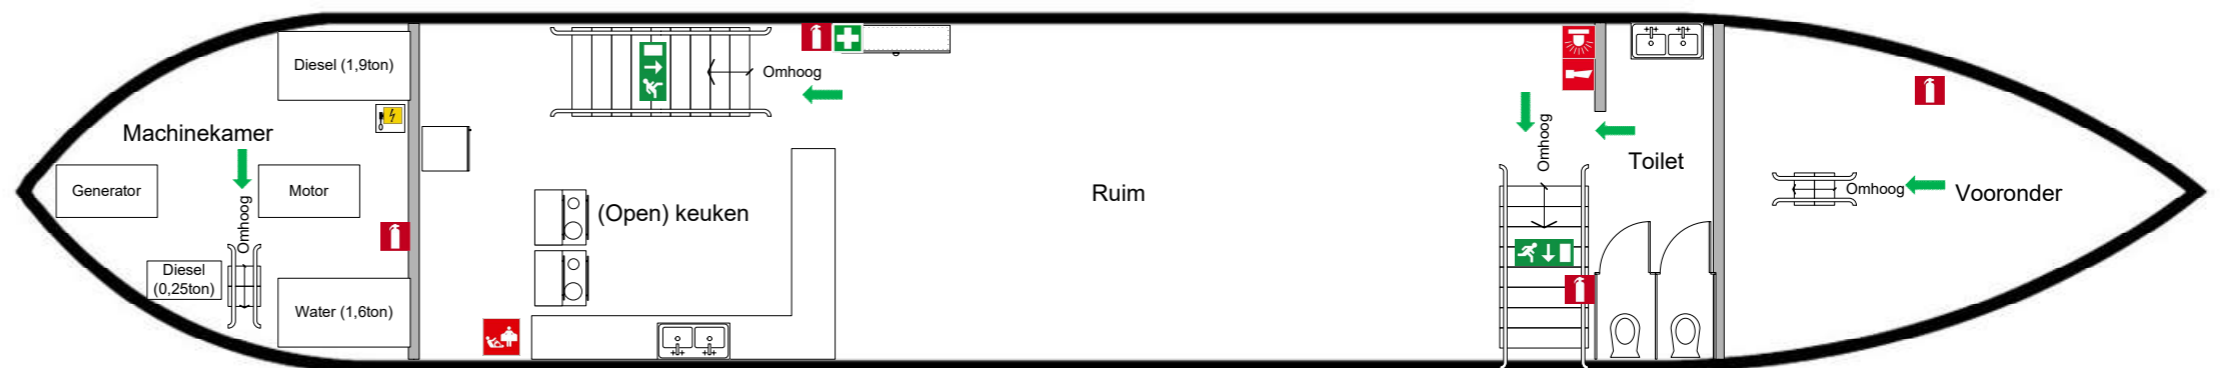 Diesel (1,9ton)
Machinekamer
Generator
Motor
Omhoog
Diesel
(0,25ton)
Water (1,6ton)
Omhoog
(Open) keuken
Ruim
Omhoog
Toilet
Omhoog
Vooronder